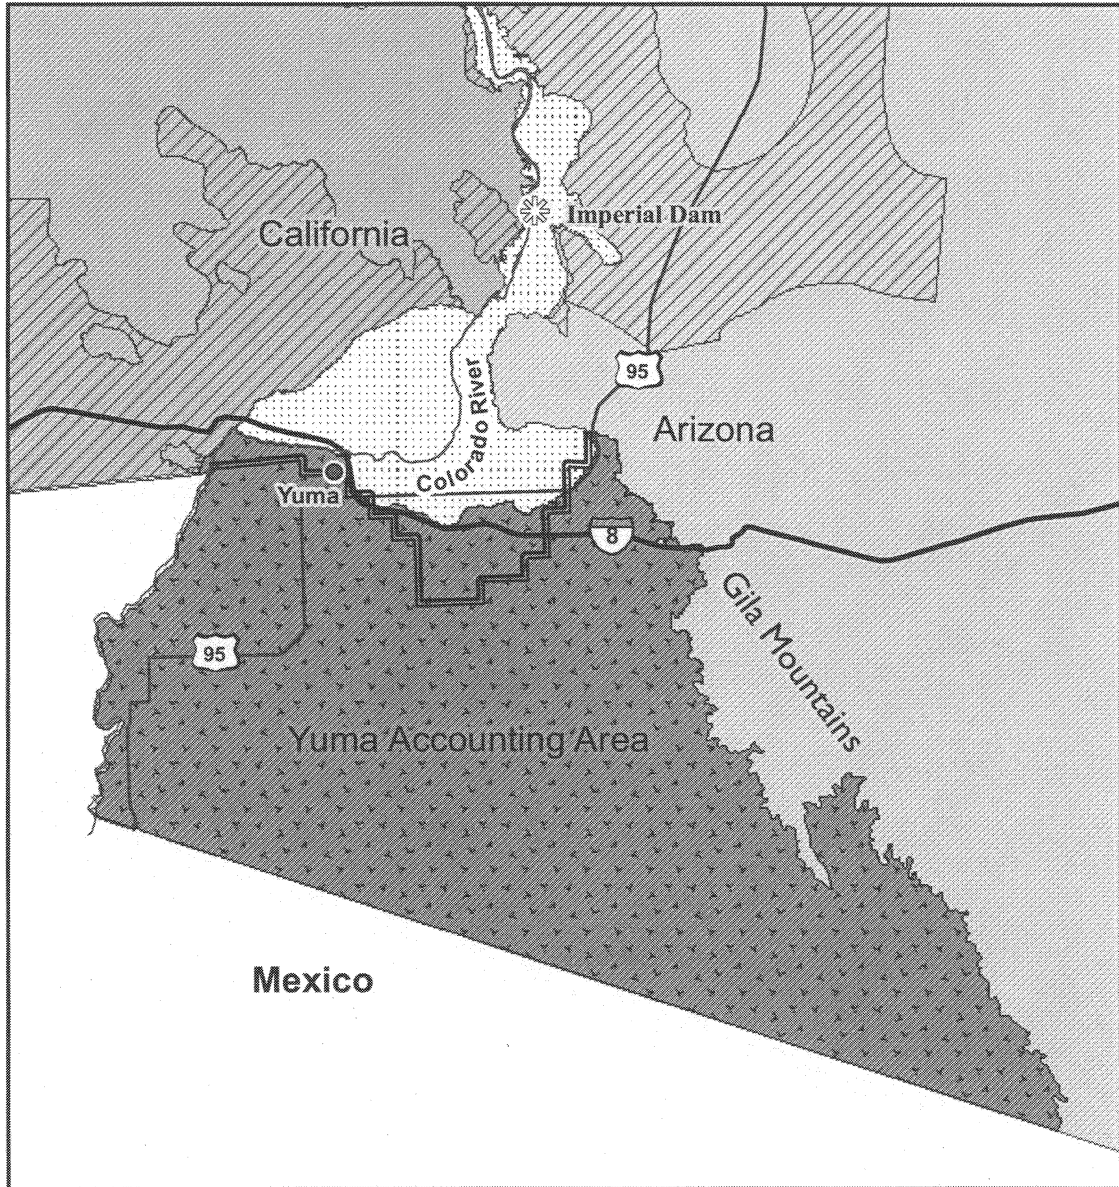 Imperial Dam
California
95
Colorado River
Arizona
Yuma
8
Gila Mountains
95
Yuma Accounting Area
Mexico